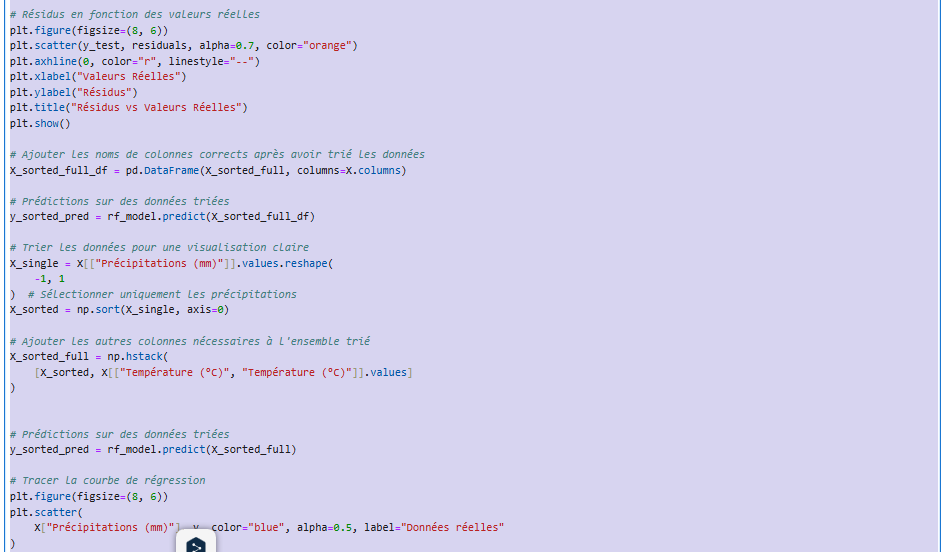 # Résidus en fonction des valeurs réelles
plt.figure(figsize=(8, 6))
plt.scatter(y_test, residuals, alpha=0.7, color="orange")
plt.axhline(0, color="r", linestyle="--")
plt.xlabel("Valeurs Réelles")
plt.ylabel("Résidus")
plt.title("Résidus vs Valeurs Réelles")
plt.show()
# Ajouter les noms de colonnes corrects après avoir trié les données
X_sorted_full_df = pd.DataFrame(X_sorted_full, columns=X.columns)
# Prédictions sur des données triées
y_sorted_pred = rf_model.predict(X_sorted_full_df)
# Trier les données pour une visualisation claire
X_single = X[["Précipitations (mm)"]].values.reshape(
    -1, 1
)  # Sélectionner uniquement les précipitations
X_sorted = np.sort(X_single, axis=0)
# Ajouter les autres colonnes nécessaires à l'ensemble trié
X_sorted_full = np.hstack(
    [X_sorted, X[["Température (°C)", "Température (°C)"]].values]
)
# Prédictions sur des données triées
y_sorted_pred = rf_model.predict(X_sorted_full)
# Tracer la courbe de régression
plt.figure(figsize=(8, 6))
plt.scatter(
    X["Précipitations (mm)"], y, color="blue", alpha=0.5, label="Données réelles"
)